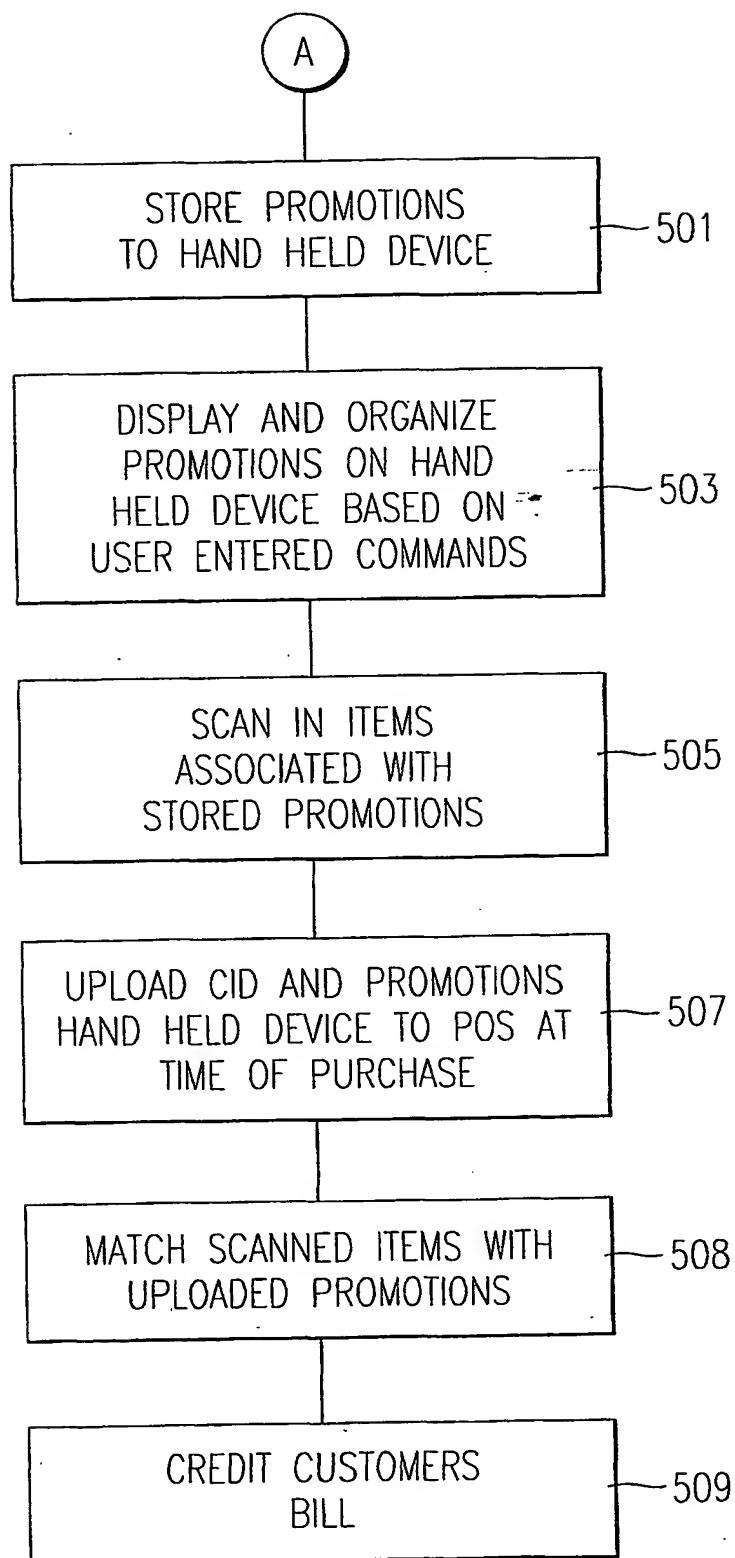 A
STORE PROMOTIONS
TO HAND HELD DEVICE
501
DISPLAY AND ORGANIZE
PROMOTIONS ON HAND
HELD DEVICE BASED ON
USER ENTERED COMMANDS
503
SCAN IN ITEMS
ASSOCIATED WITH
STORED PROMOTIONS
505
UPLOAD CID AND PROMOTIONS
HAND HELD DEVICE TO POS AT
TIME OF PURCHASE
507
MATCH SCANNED ITEMS WITH
UPLOADED PROMOTIONS
508
CREDIT CUSTOMERS
BILL
509